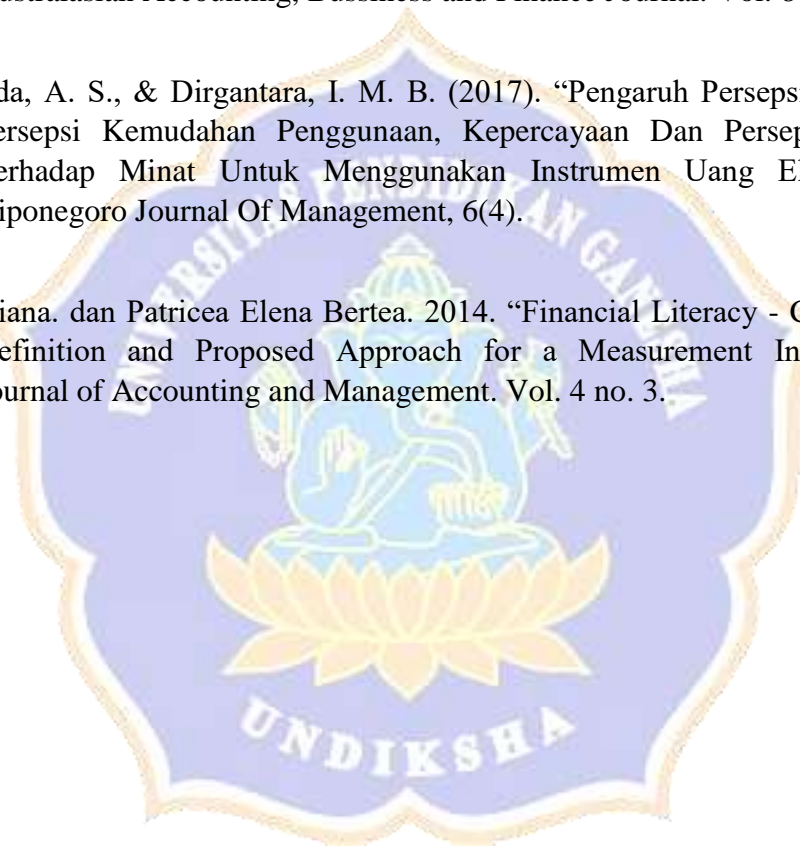 ustralasian Accounting, Bussiness and Finance Journal. Vol. 6
da, A. S., & Dirgantara, I. M. B. (2017). “Pengaruh Persepsi
ersepsi Kemudahan Penggunaan, Kepercayaan Dan Persep
erhadap Minat Untuk Menggunakan Instrumen Uang El
iponegoro Journal Of Management, 6(4).
iana. dan Patricea Elena Bertea. 2014. “Financial Literacy - C
efinition and Proposed Approach for a Measurement In
ournal of Accounting and Management. Vol. 4 no. 3.
UNIVERSITAS PENDIDIKAN GANESHA
UNDIKSHA